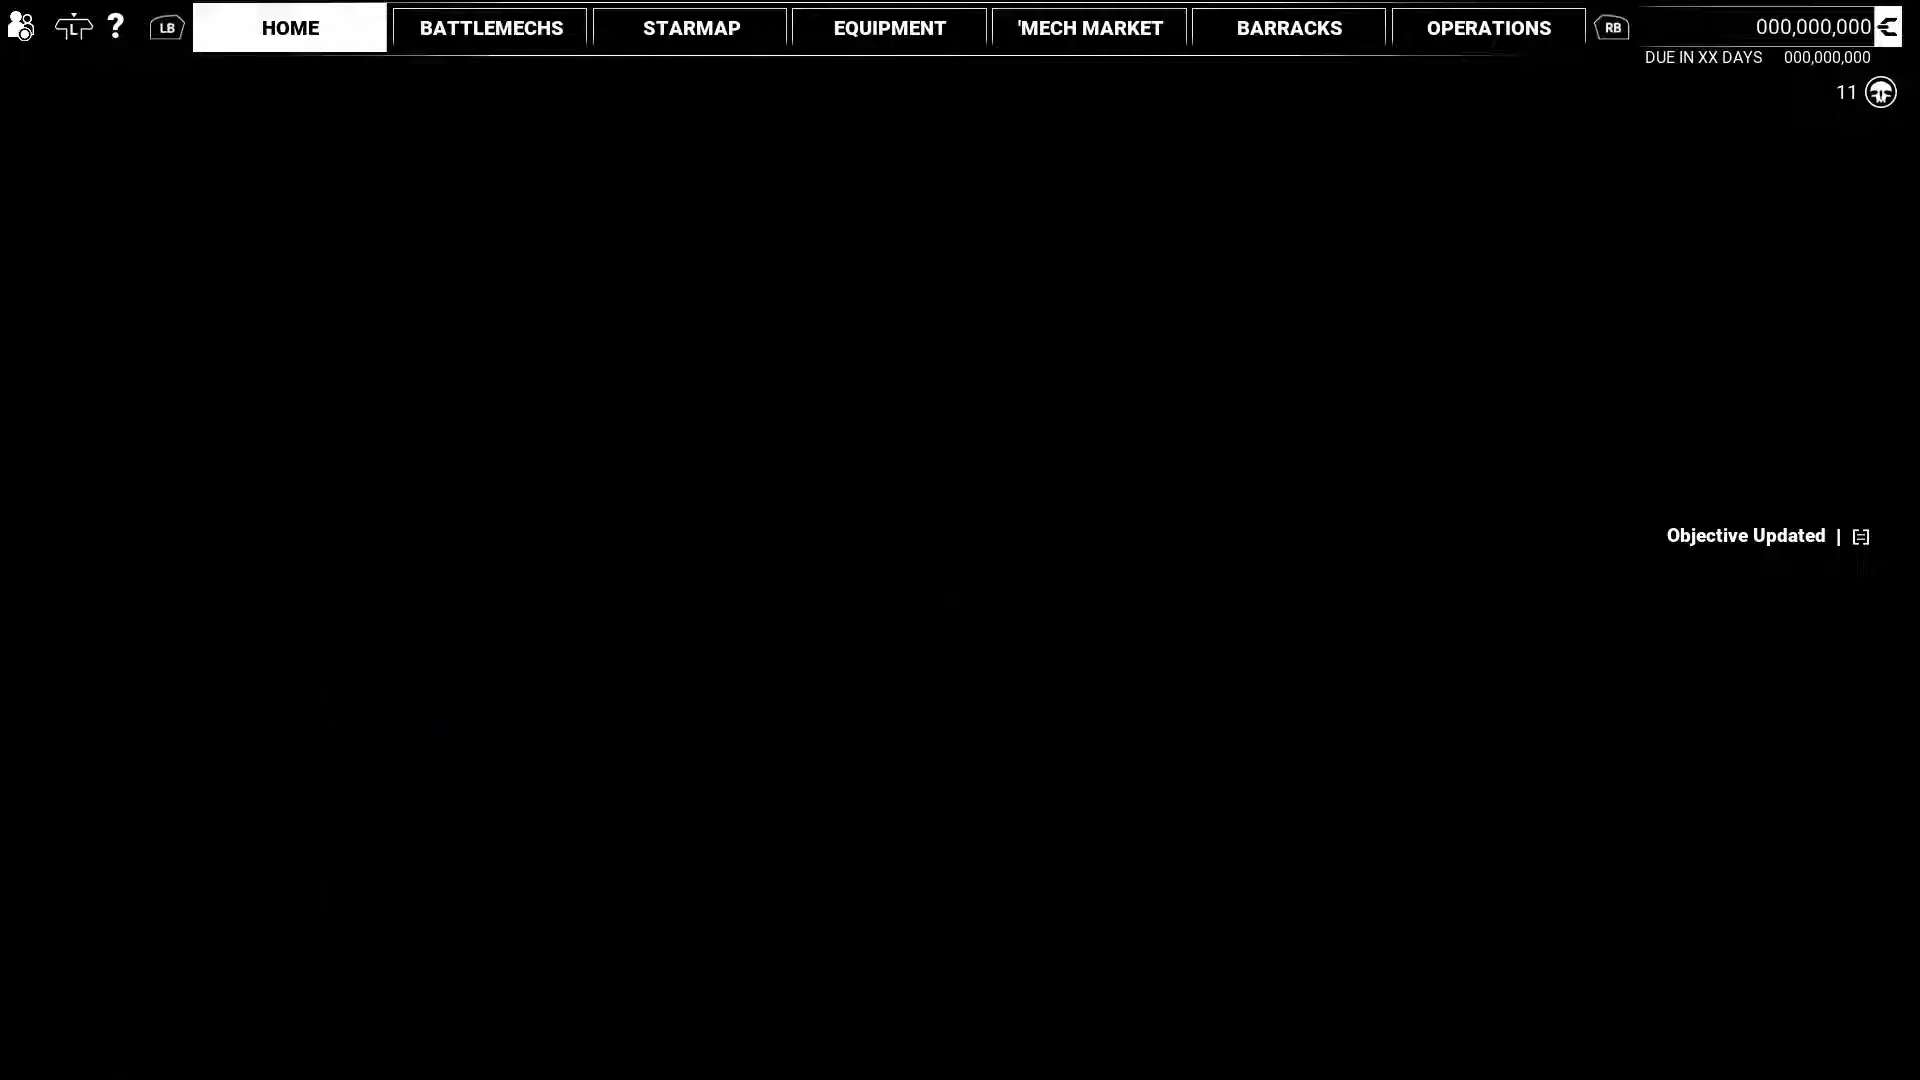 L
?
LB
HOME
BATTLEMECHS
STARMAP
EQUIPMENT
'MECH MARKET
BARRACKS
OPERATIONS
RB
000,000,000
DUE IN XX DAYS 000,000,000
11
Objective Updated |